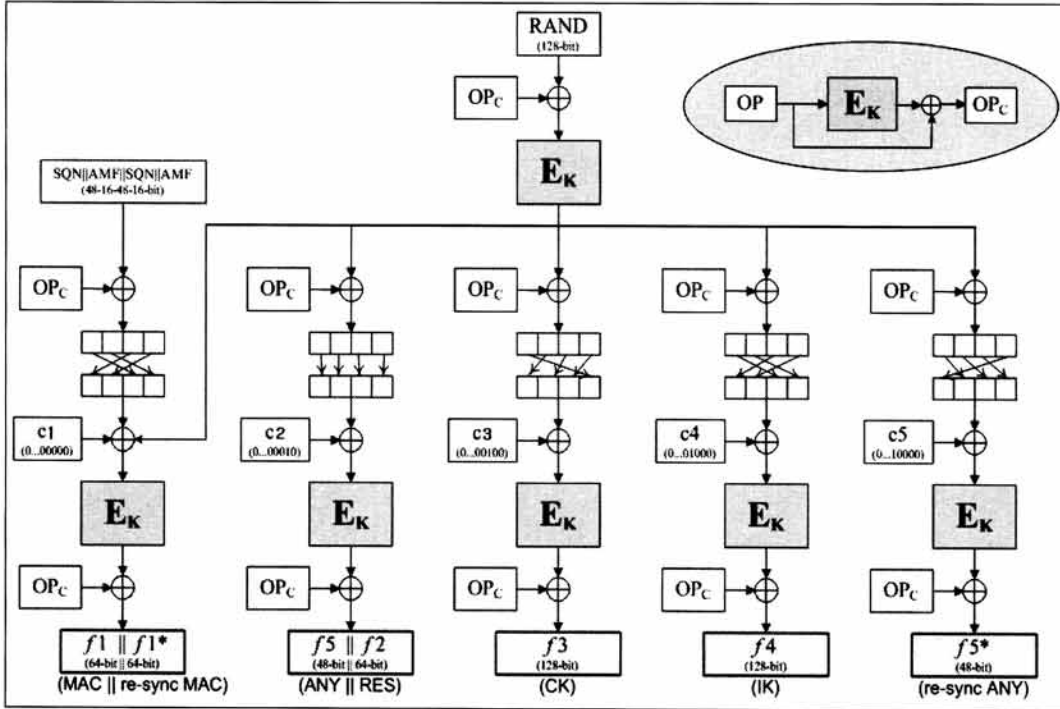 RAND
(128-bit)
OPC
EK
OP
EK
OPC
SQN||AMF||SQN||AMF
(48-16-48-16-bit)
OPC
OPC
OPC
OPC
OPC
c1
(0...00000)
c2
(0...00010)
c3
(0...00100)
c4
(0...01000)
c5
(0...10000)
EK
EK
EK
EK
EK
OPC
OPC
OPC
OPC
OPC
f1 || f1*
(64-bit || 64-bit)
(MAC || re-sync MAC)
f5 || f2
(48-bit || 64-bit)
(ANY || RES)
f3
(128-bit)
(CK)
f4
(128-bit)
(IK)
f5*
(48-bit)
(re-sync ANY)